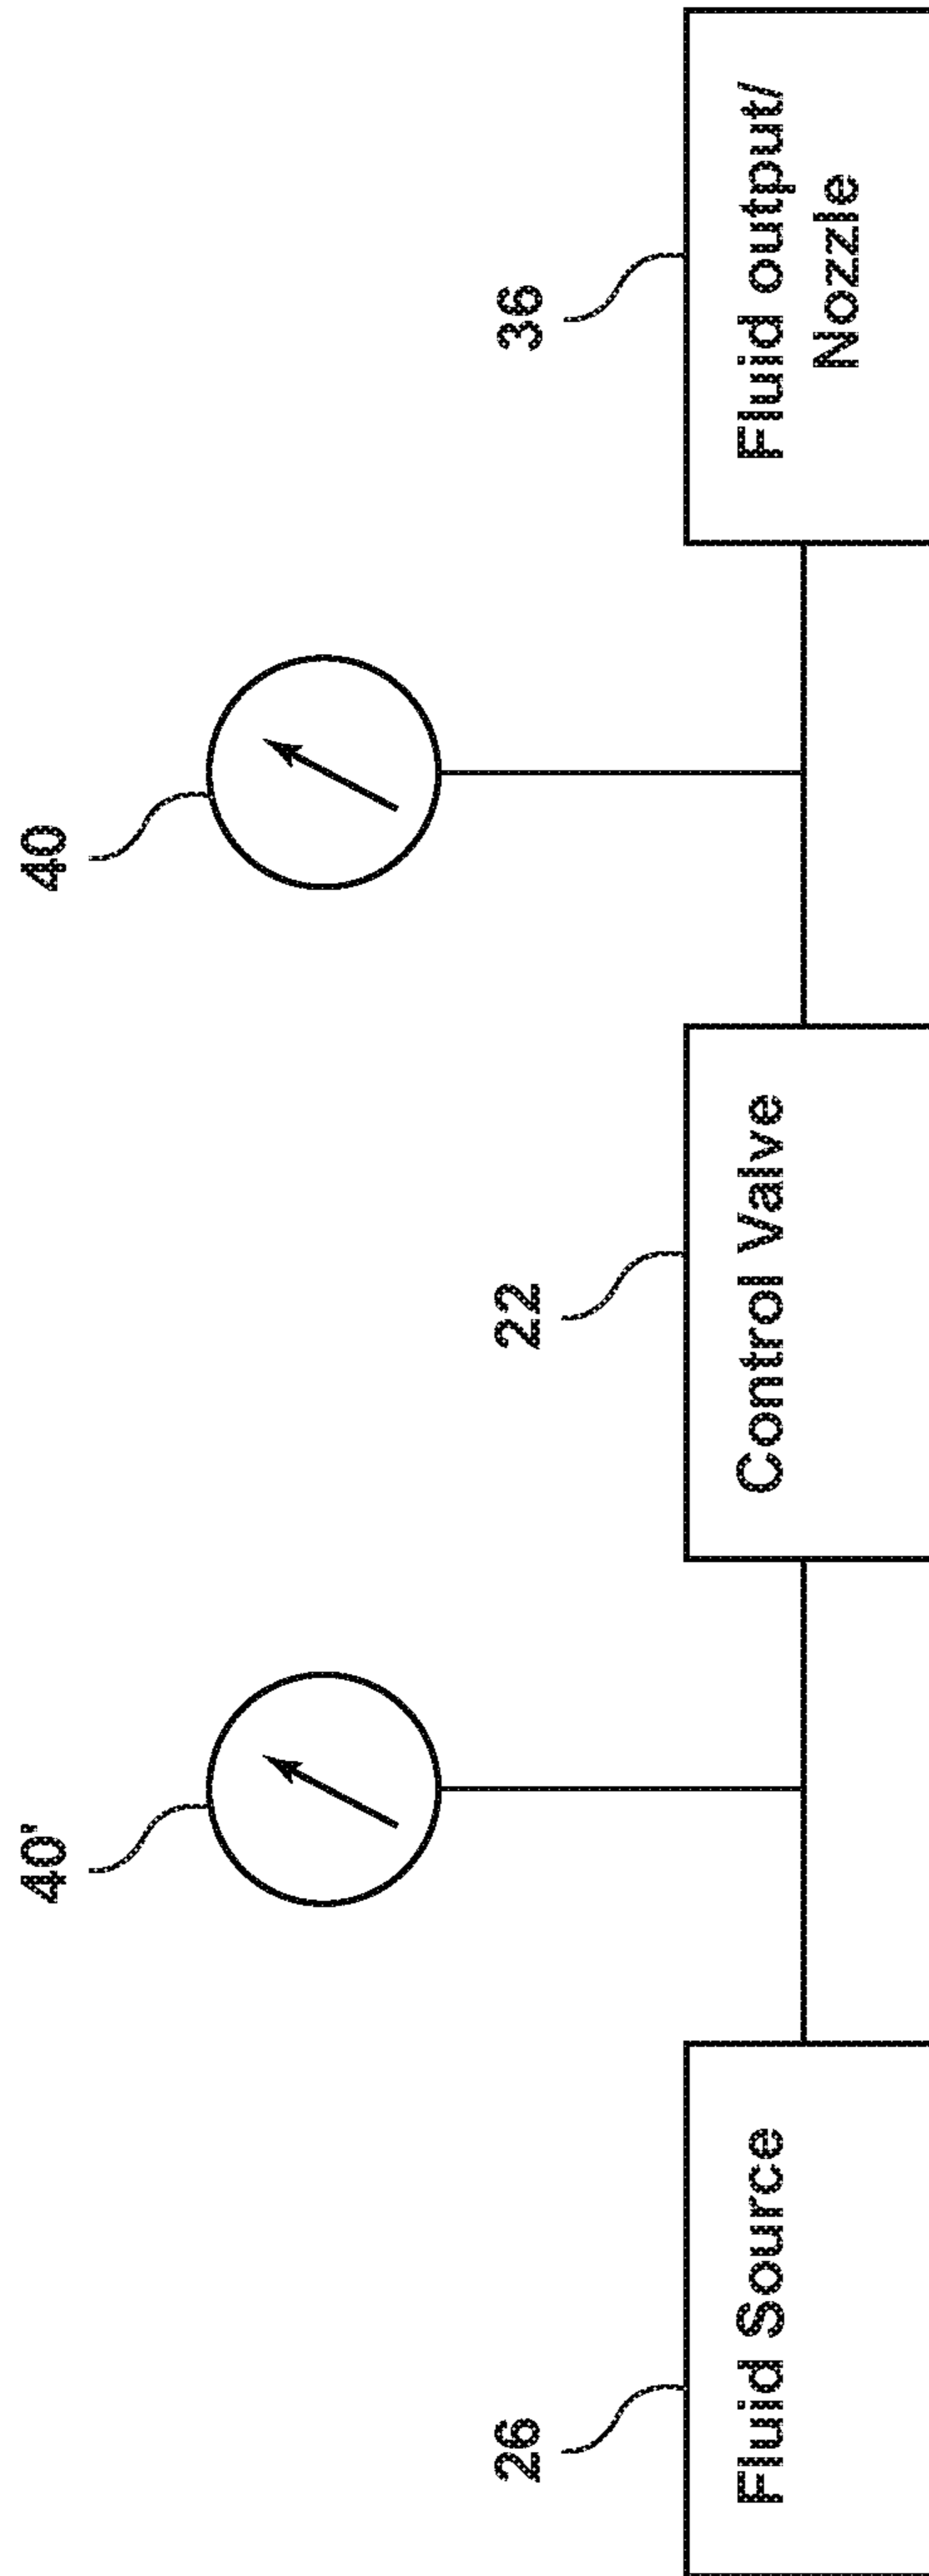 40'
40
26
22
36
Fluid Source
Control Valve
Fluid output/
Nozzle